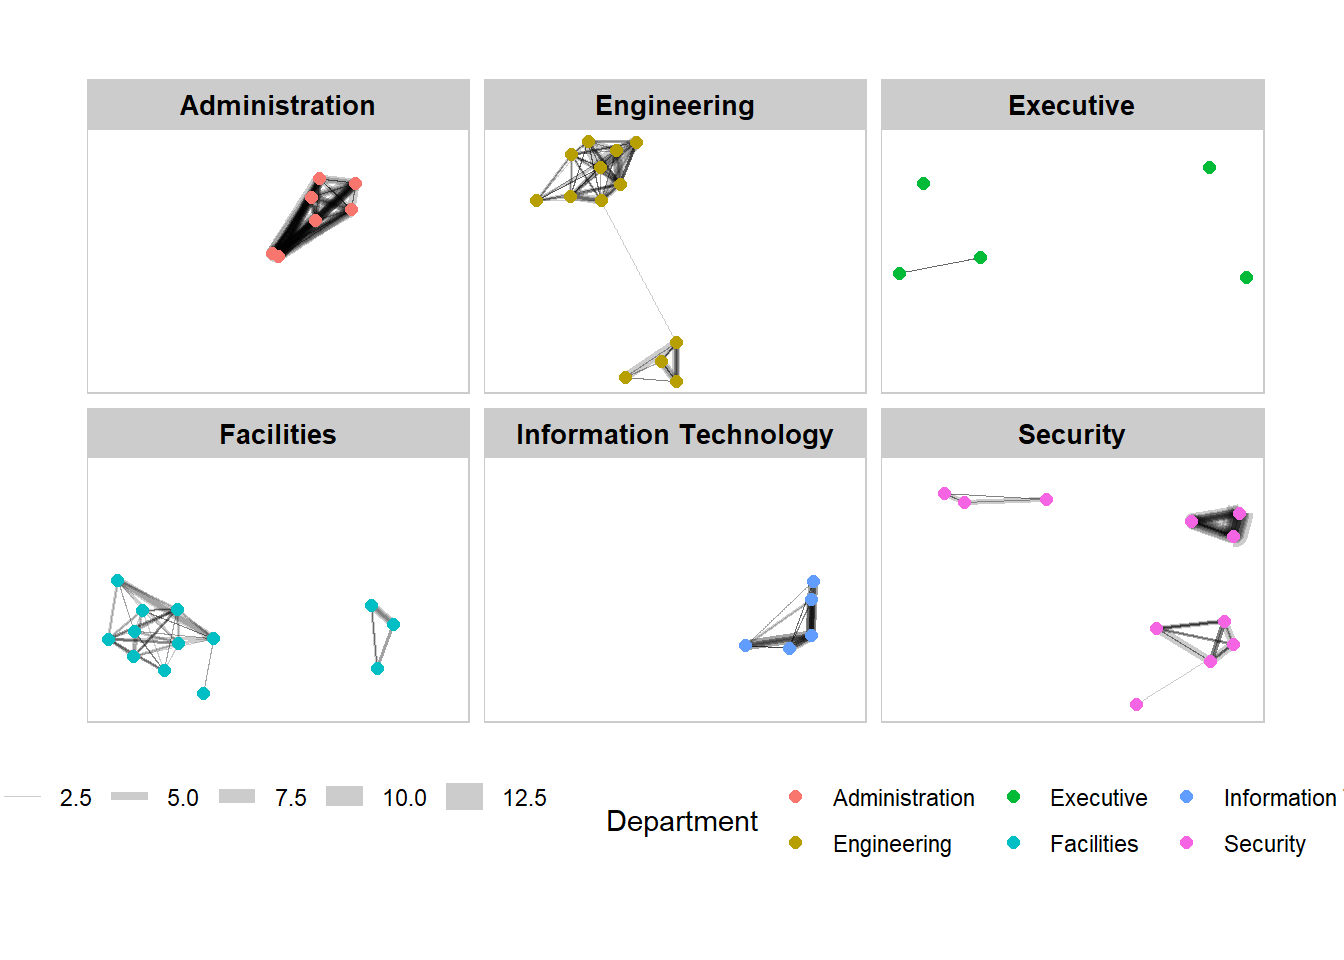 Administration Engineering Executive
Facilities Information Technology Security
2.5 5.0 7.5 10.0 12.5
Department
Administration Executive Information
Engineering Facilities Security